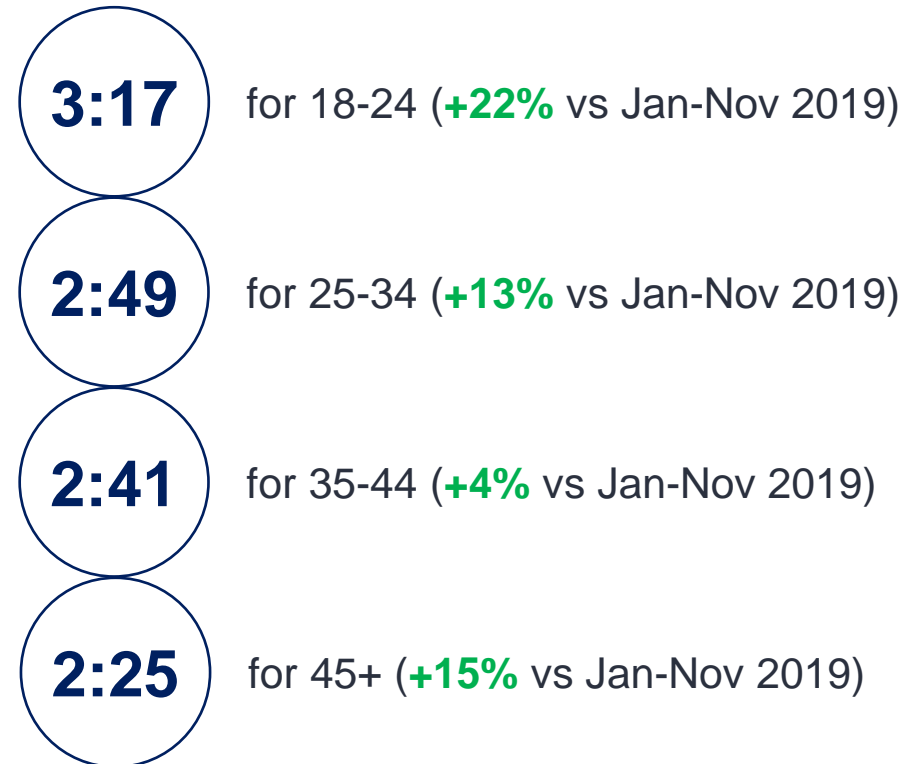 3:17 for 18-24 (+22% vs Jan-Nov 2019)
2:49 for 25-34 (+13% vs Jan-Nov 2019)
2:41 for 35-44 (+4% vs Jan-Nov 2019)
2:25 for 45+ (+15% vs Jan-Nov 2019)